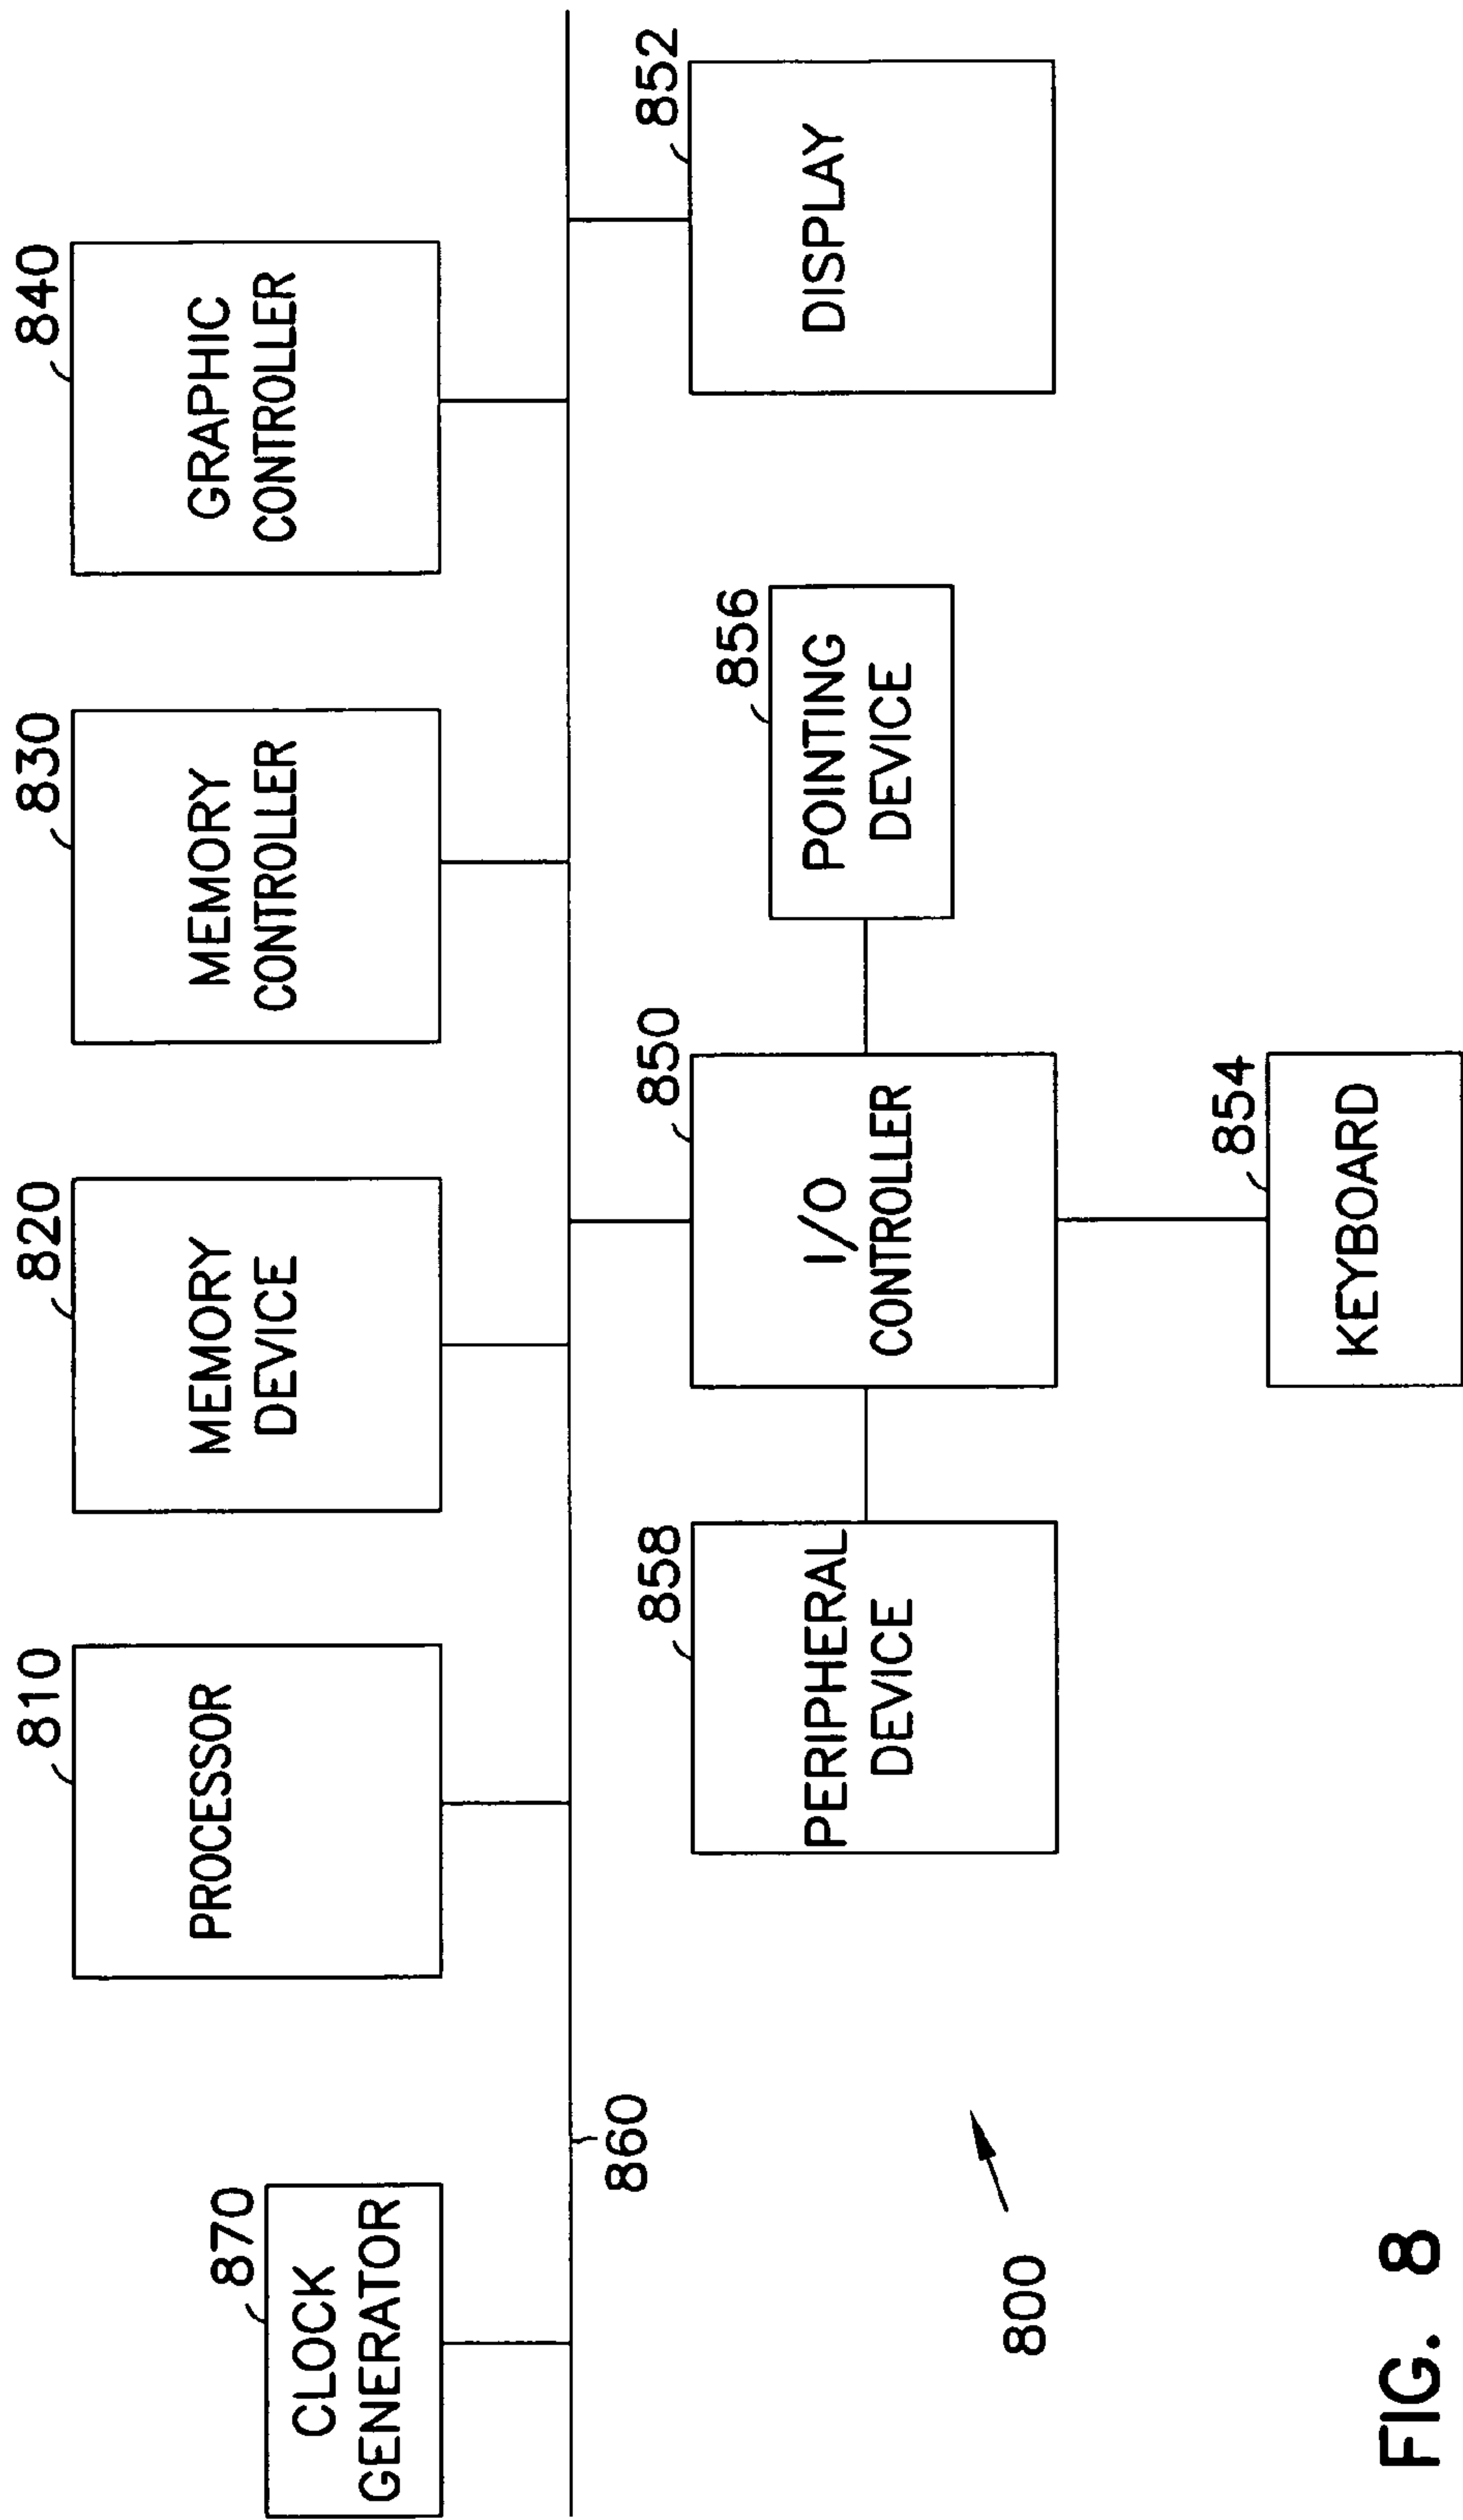 840
GRAPHIC
CONTROLLER
830
MEMORY
CONTROLLER
820
MEMORY
DEVICE
810
PROCESSOR
870
CLOCK
GENERATOR
860
852
DISPLAY
856
POINTING
DEVICE
850
I/O
CONTROLLER
858
PERIPHERAL
DEVICE
854
KEYBOARD
800
FIG. 8